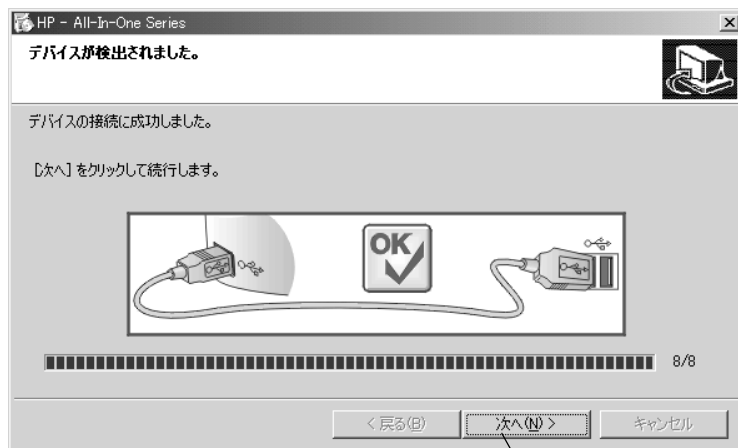 HP - All-In-One Series
デバイスが検出されました。
デバイスの接続に成功しました。
[次へ] をクリックして続行します。
OK
8/8
< 戻る(B)
次へ(N) >
キャンセル